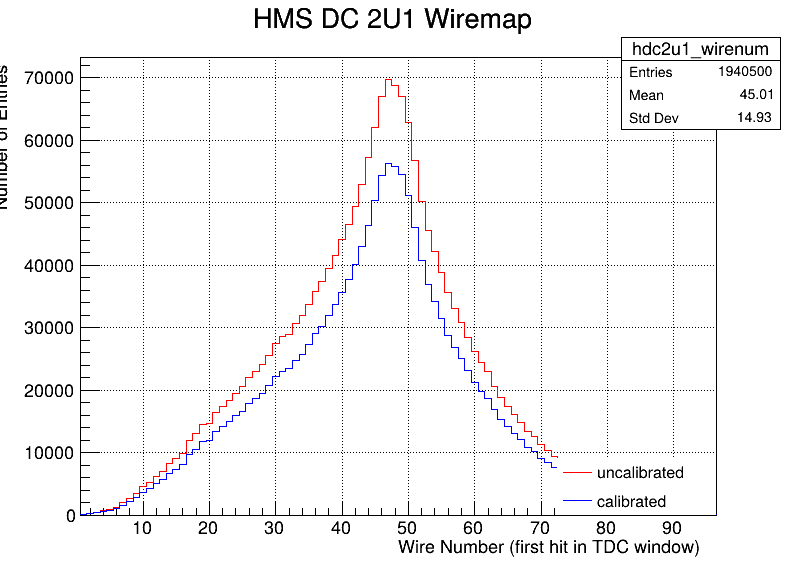 HMS DC 2U1 Wiremap
hdc2u1_wirenum
Entries 1940500
Mean 45.01
Std Dev 14.93
Number of Entries
70000
60000
50000
40000
30000
20000
10000
0
10 20 30 40 50 60 70 80 90
Wire Number (first hit in TDC window)
uncalibrated
calibrated